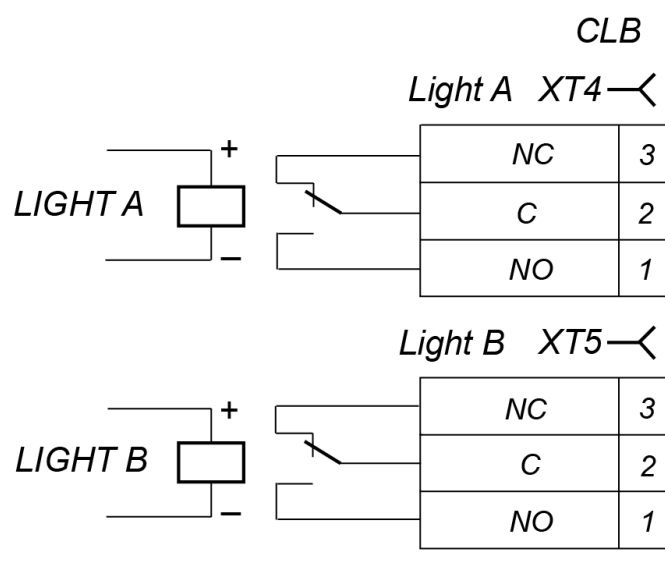 CLB
Light A XT4
NC 3
+
LIGHT A
C 2
–
NO 1
Light B XT5
NC 3
+
LIGHT B
C 2
–
NO 1